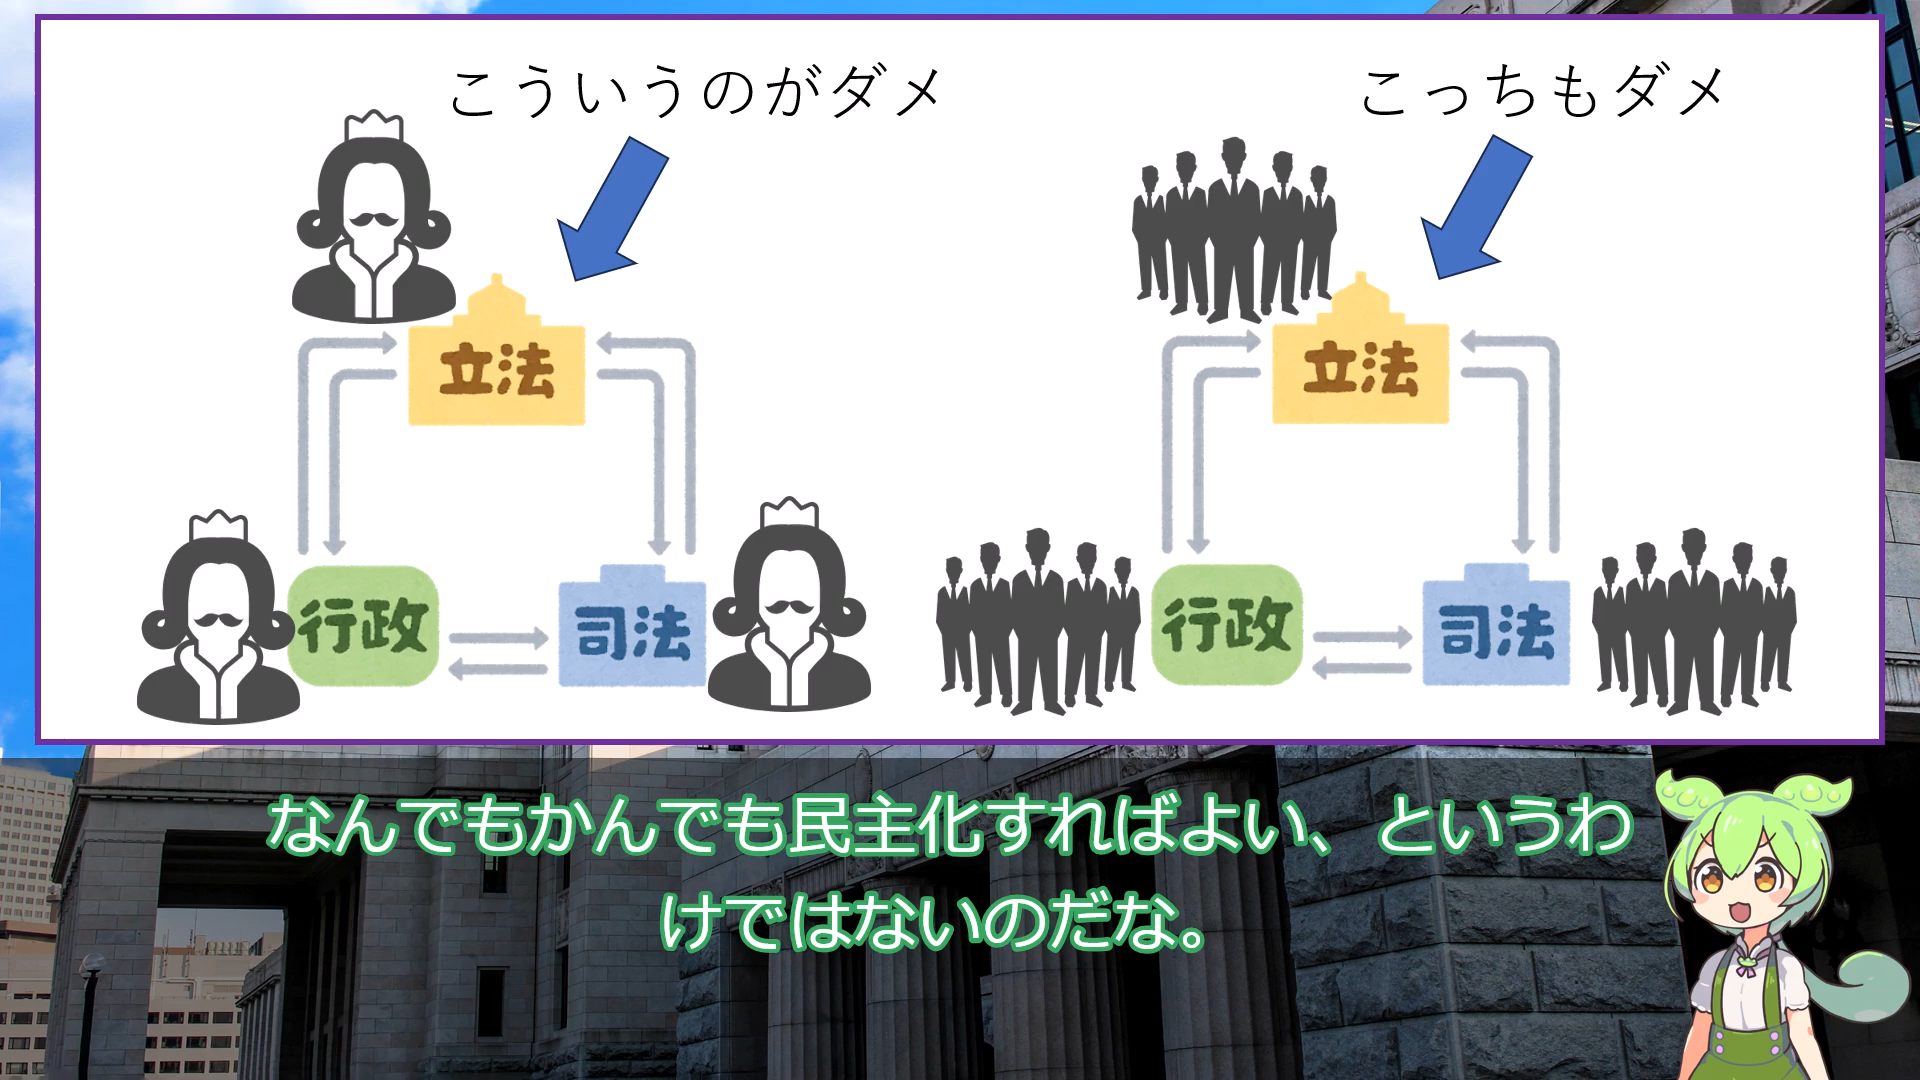 こういうのがダメ
こっちもダメ
立法
立法
行政
司法
行政
司法
なんでもかんでも民主化すればよい、というわ
けではないのだな。